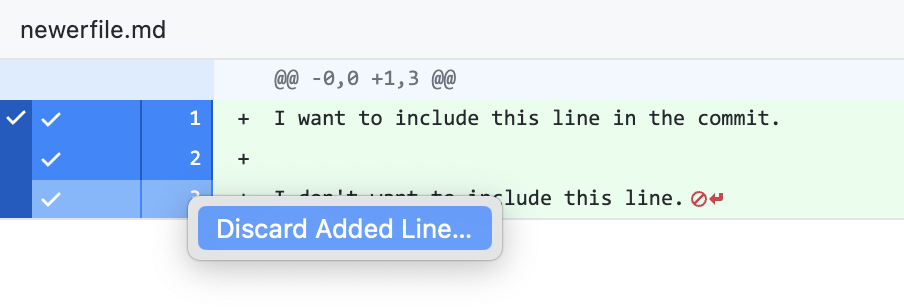 newerfile.md
@@ -0,0 +1,3 @@
1 + I want to include this line in the commit.
2 +
3 + I don't want to include this line.
Discard Added Line...